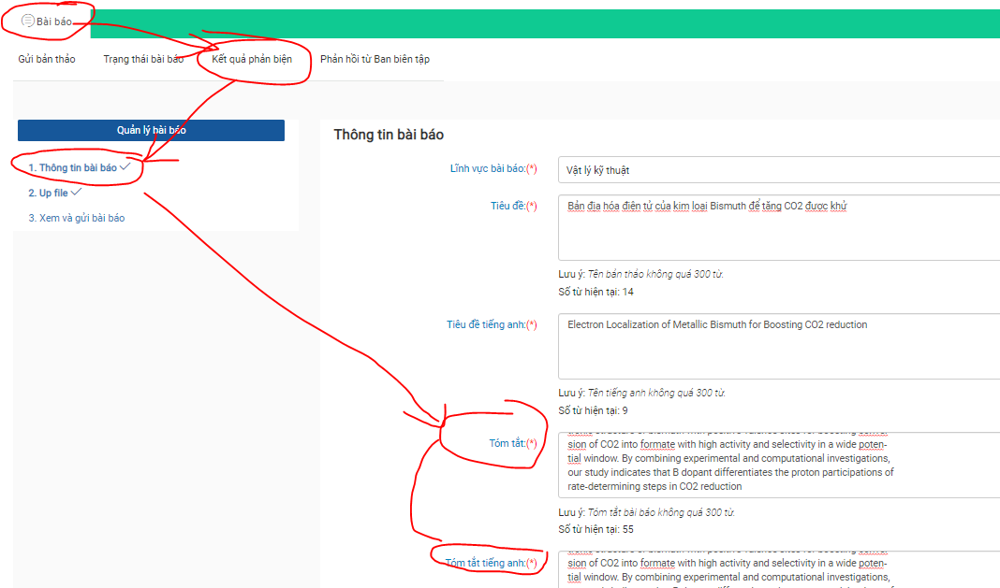 Bài báo
Gửi bản thảo Trạng thái bài báo Kết quả phản biện Phản hồi từ Ban biên tập
Quản lý bài báo
1. Thông tin bài báo
2. Up file
3. Xem và gửi bài báo
Thông tin bài báo
Lĩnh vực bài báo:(*) Vật lý kỹ thuật
Tiêu đề:(*) Bản địa hóa điện tử của kim loại Bismuth để tăng CO2 được khử
Lưu ý: Tên bản thảo không quá 300 từ.
Số từ hiện tại: 14
Tiêu đề tiếng anh:(*) Electron Localization of Metallic Bismuth for Boosting CO2 reduction
Lưu ý: Tên tiếng anh không quá 300 từ.
Số từ hiện tại: 9
Tóm tắt:(*)
sion of CO2 into formate with high activity and selectivity in a wide poten-
tial window. By combining experimental and computational investigations,
our study indicates that B dopant differentiates the proton participations of
rate-determining steps in CO2 reduction
Lưu ý: Tóm tắt bài báo không quá 300 từ.
Số từ hiện tại: 55
Tóm tắt tiếng anh:(*)
sion of CO2 into formate with high activity and selectivity in a wide poten-
tial window. By combining experimental and computational investigations,